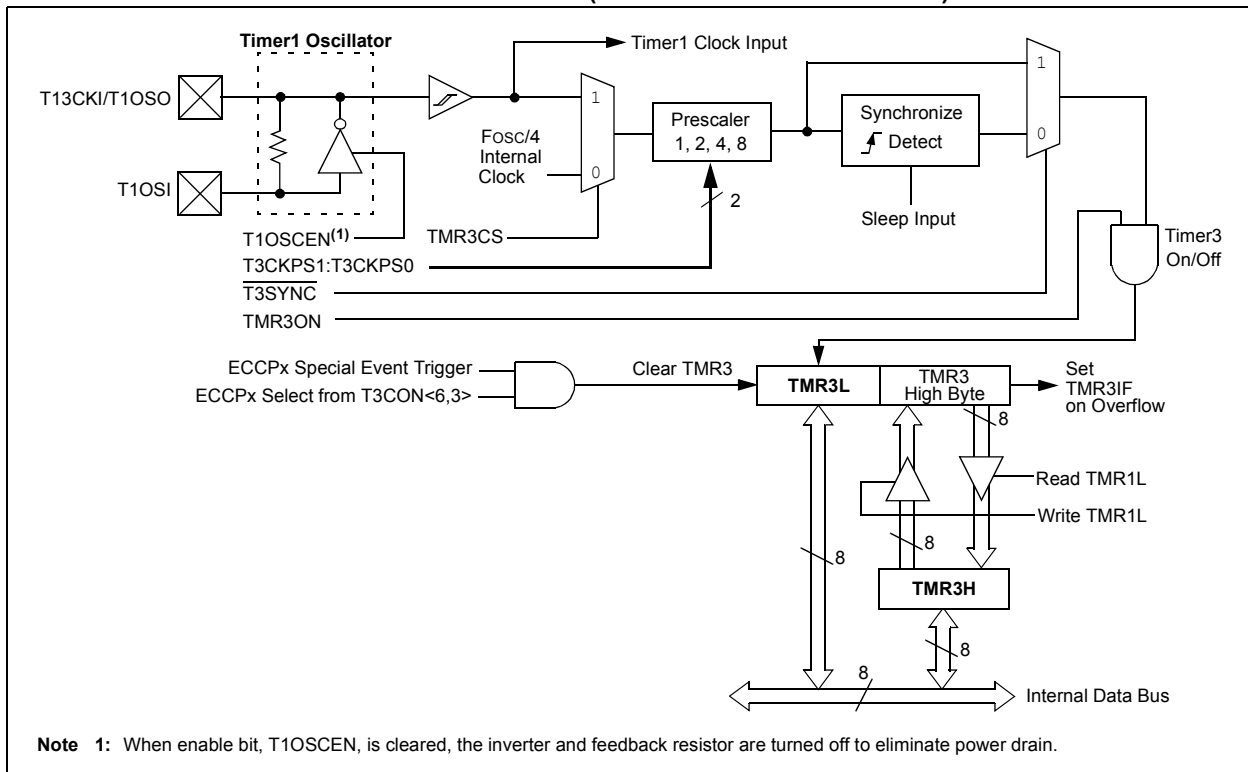 Timer1 Oscillator
Timer1 Clock Input
T13CKI/T1OSO
1
1
FOSC/4
Internal
Clock
0
Prescaler
1, 2, 4, 8
Synchronize
Detect
0
T1OSI
2
Sleep Input
T1OSCEN(1)
TMR3CS
Timer3
On/Off
T3CKPS1:T3CKPS0
T3SYNC
TMR3ON
ECCPx Special Event Trigger
ECCPx Select from T3CON<6,3>
Clear TMR3
TMR3L
TMR3
High Byte
Set
TMR3IF
on Overflow
8
Read TMR1L
Write TMR1L
8
8
TMR3H
8
8
Internal Data Bus
Note 1: When enable bit, T1OSCEN, is cleared, the inverter and feedback resistor are turned off to eliminate power drain.